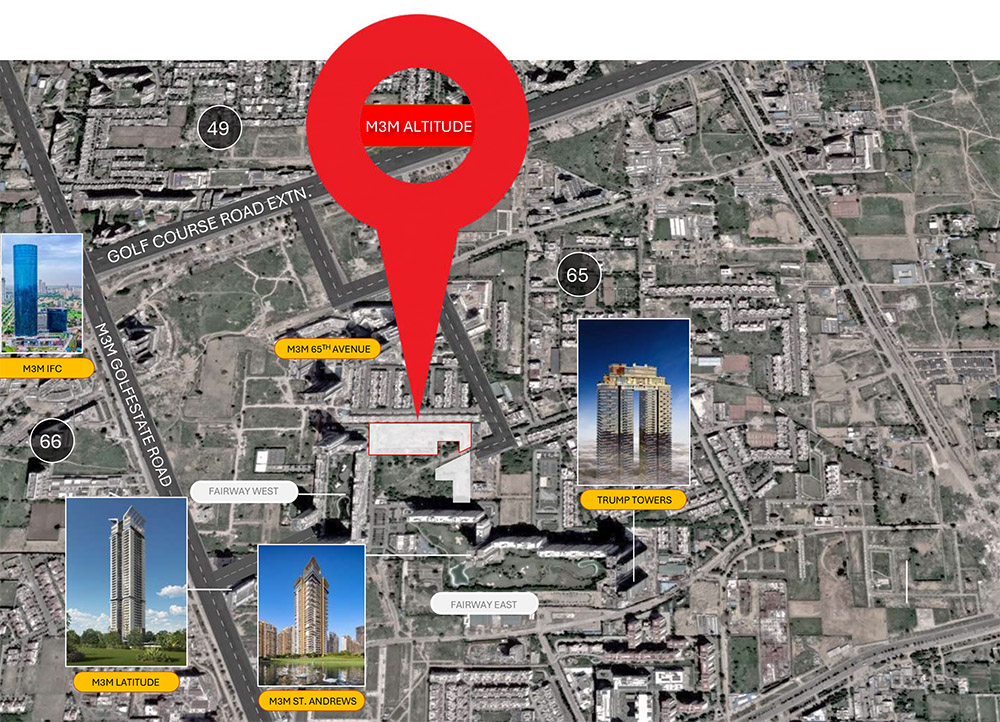 49
M3M ALTITUDE
GOLF COURSE ROAD EXTN.
65
M3M 65TH AVENUE
M3M IFC
M3M GOLFESTATE ROAD
66
FAIRWAY WEST
TRUMP TOWERS
FAIRWAY EAST
M3M LATITUDE
M3M ST. ANDREWS